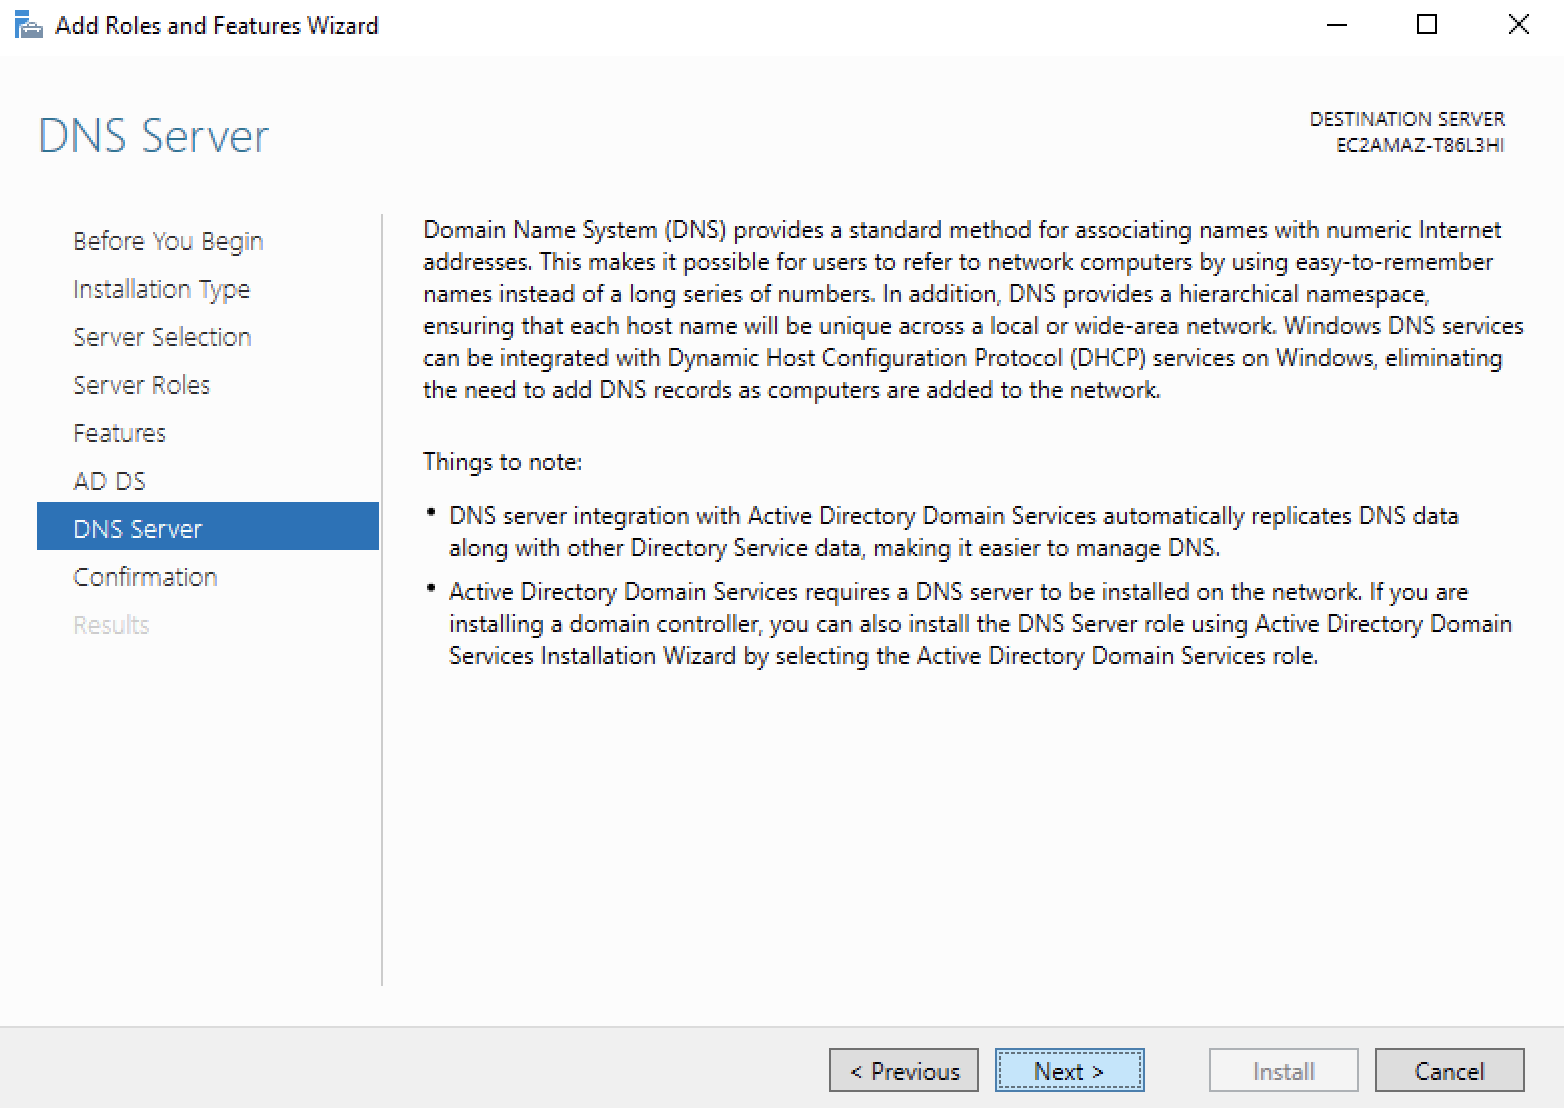 Add Roles and Features Wizard
DNS Server
DESTINATION SERVER
EC2AMAZ-T86L3HI
Before You Begin
Installation Type
Server Selection
Server Roles
Features
AD DS
DNS Server
Confirmation
Results
Domain Name System (DNS) provides a standard method for associating names with numeric Internet
addresses. This makes it possible for users to refer to network computers by using easy-to-remember
names instead of a long series of numbers. In addition, DNS provides a hierarchical namespace,
ensuring that each host name will be unique across a local or wide-area network. Windows DNS services
can be integrated with Dynamic Host Configuration Protocol (DHCP) services on Windows, eliminating
the need to add DNS records as computers are added to the network.
Things to note:
• DNS server integration with Active Directory Domain Services automatically replicates DNS data
along with other Directory Service data, making it easier to manage DNS.
• Active Directory Domain Services requires a DNS server to be installed on the network. If you are
installing a domain controller, you can also install the DNS Server role using Active Directory Domain
Services Installation Wizard by selecting the Active Directory Domain Services role.
< Previous
Next >
Install
Cancel